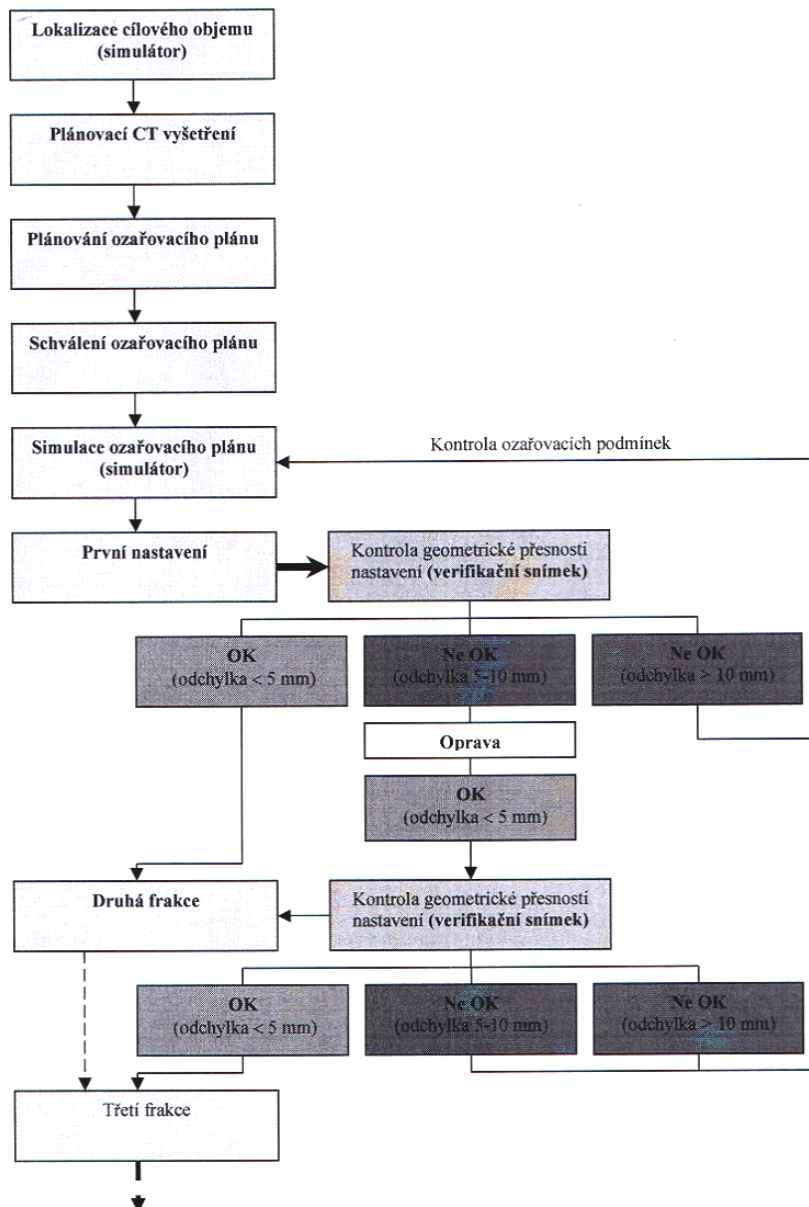 Lokalizace cílového objemu
(simulátor)
Plánovací CT vyšetření
Plánování ozařovacího plánu
Schválení ozařovacího plánu
Simulace ozařovacího plánu
(simulátor)
Kontrola ozařovacích podmínek
První nastavení
Kontrola geometrické přesnosti
nastavení (verifikační snímek)
OK
(odchylka < 5 mm)
Ne OK
(odchylka 5-10 mm)
Ne OK
(odchylka > 10 mm)
Oprava
OK
(odchylka < 5 mm)
Druhá frakce
Kontrola geometrické přesnosti
nastavení (verifikační snímek)
OK
(odchylka < 5 mm)
Ne OK
(odchylka 5-10 mm)
Ne OK
(odchylka > 10 mm)
Třetí frakce